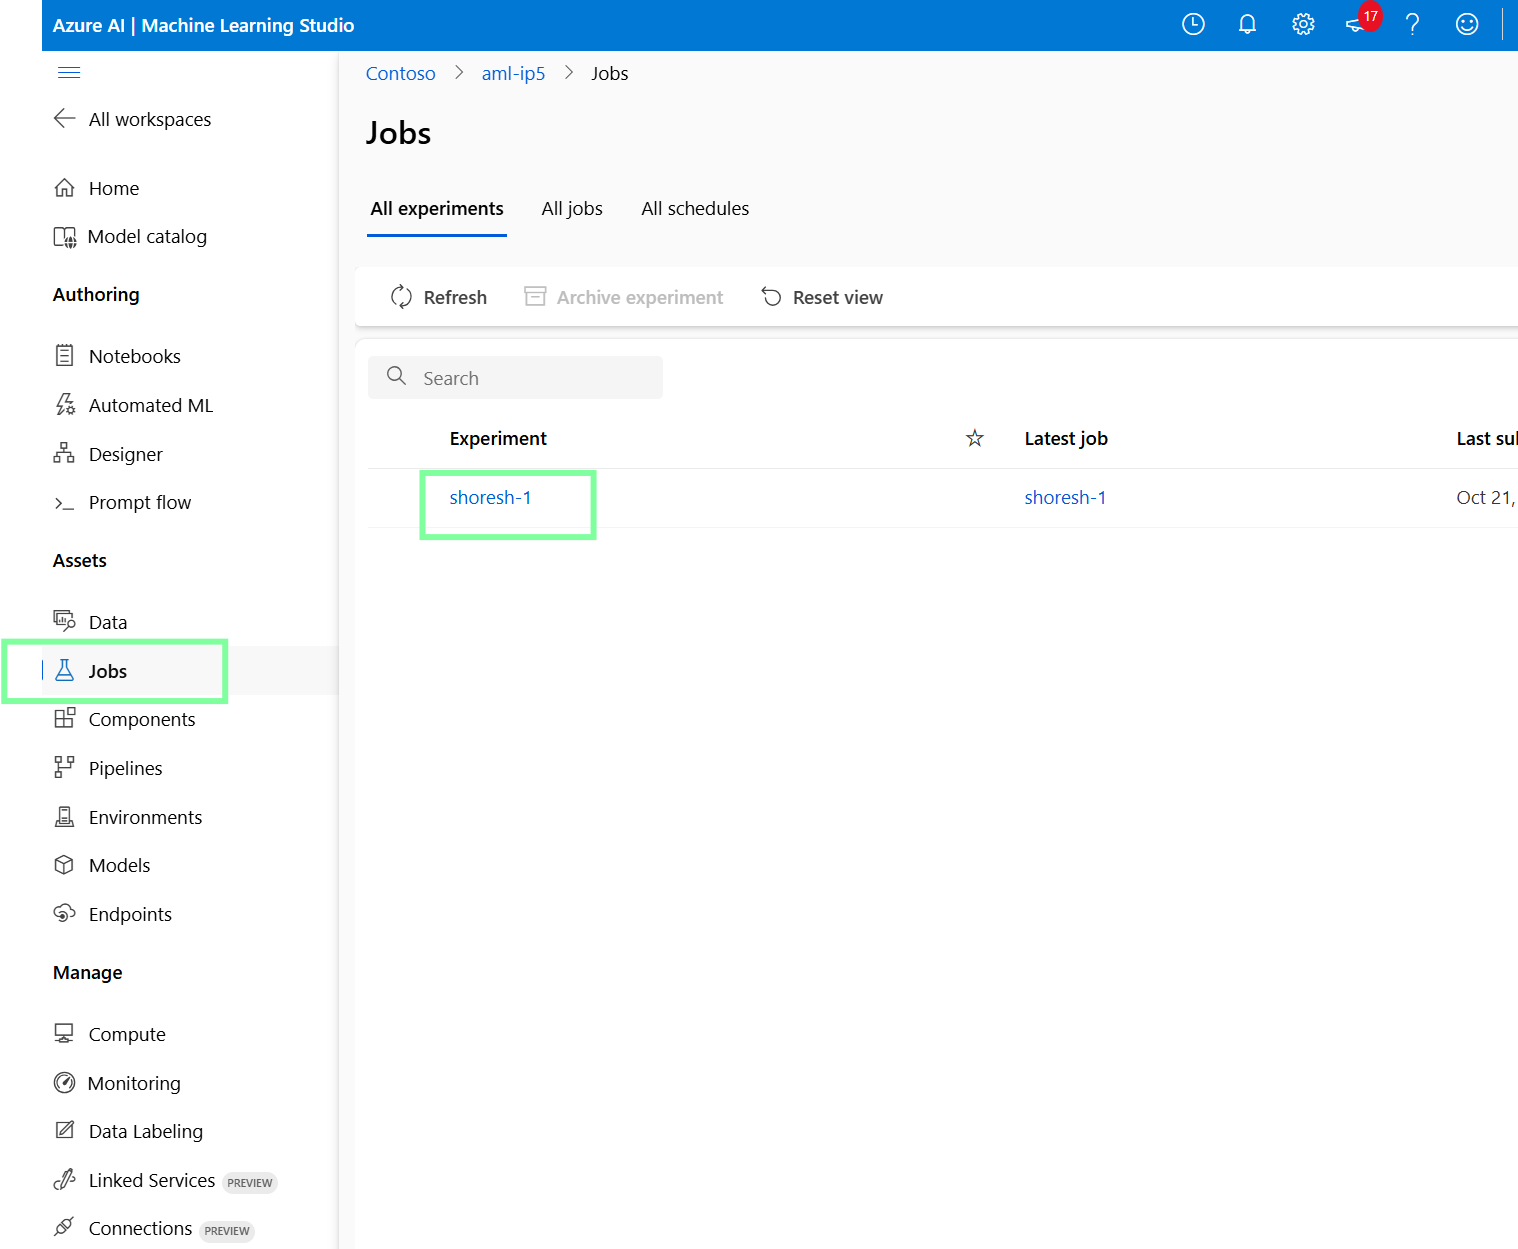 Azure AI | Machine Learning Studio
17
All workspaces
Home
Model catalog
Authoring
Notebooks
Automated ML
Designer
Prompt flow
Assets
Data
Jobs
Components
Pipelines
Environments
Models
Endpoints
Manage
Compute
Monitoring
Data Labeling
Linked Services PREVIEW
Connections PREVIEW
Contoso > aml-ip5 > Jobs
Jobs
All experiments All jobs All schedules
Refresh Archive experiment Reset view
Search
Experiment Latest job Last sul
shoresh-1 shoresh-1 Oct 21,